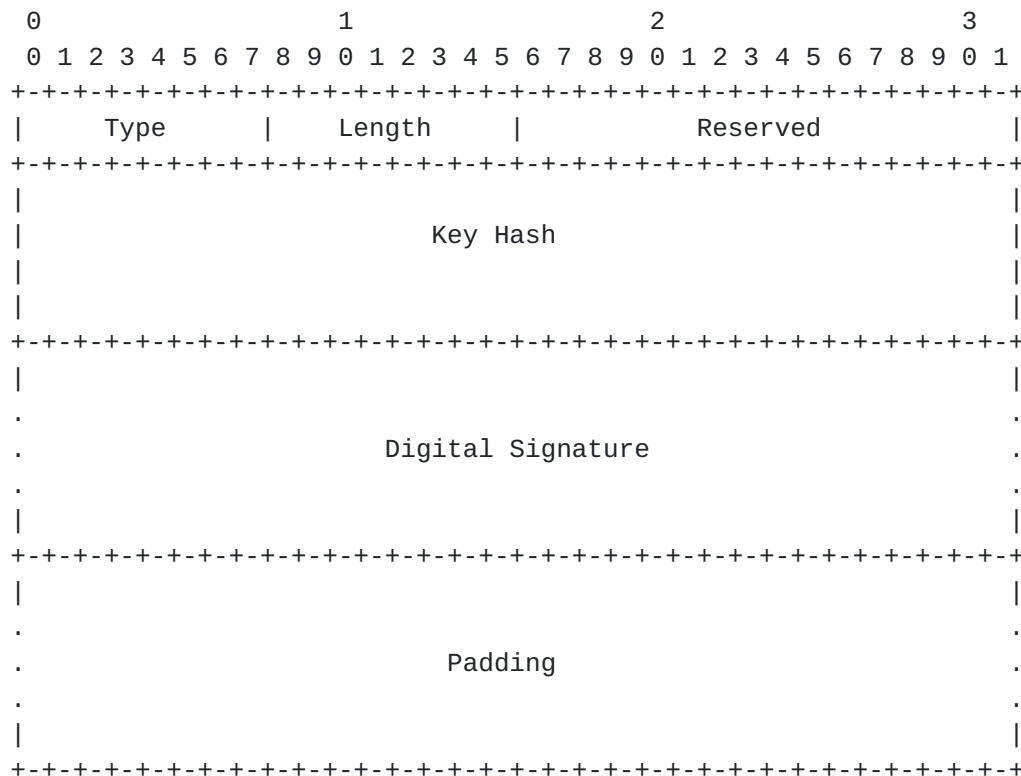 0                   1                   2                   3
 0 1 2 3 4 5 6 7 8 9 0 1 2 3 4 5 6 7 8 9 0 1 2 3 4 5 6 7 8 9 0 1
+-+-+-+-+-+-+-+-+-+-+-+-+-+-+-+-+-+-+-+-+-+-+-+-+-+-+-+-+-+-+-+-+
|     Type      |    Length     |           Reserved            |
+-+-+-+-+-+-+-+-+-+-+-+-+-+-+-+-+-+-+-+-+-+-+-+-+-+-+-+-+-+-+-+-+
|                                                               |
|                          Key Hash                             |
|                                                               |
|                                                               |
+-+-+-+-+-+-+-+-+-+-+-+-+-+-+-+-+-+-+-+-+-+-+-+-+-+-+-+-+-+-+-+-+
|                                                               |
.                                                               .
.                       Digital Signature                       .
.                                                               .
|                                                               |
+-+-+-+-+-+-+-+-+-+-+-+-+-+-+-+-+-+-+-+-+-+-+-+-+-+-+-+-+-+-+-+-+
|                                                               |
.                                                               .
.                           Padding                             .
.                                                               .
|                                                               |
+-+-+-+-+-+-+-+-+-+-+-+-+-+-+-+-+-+-+-+-+-+-+-+-+-+-+-+-+-+-+-+-+